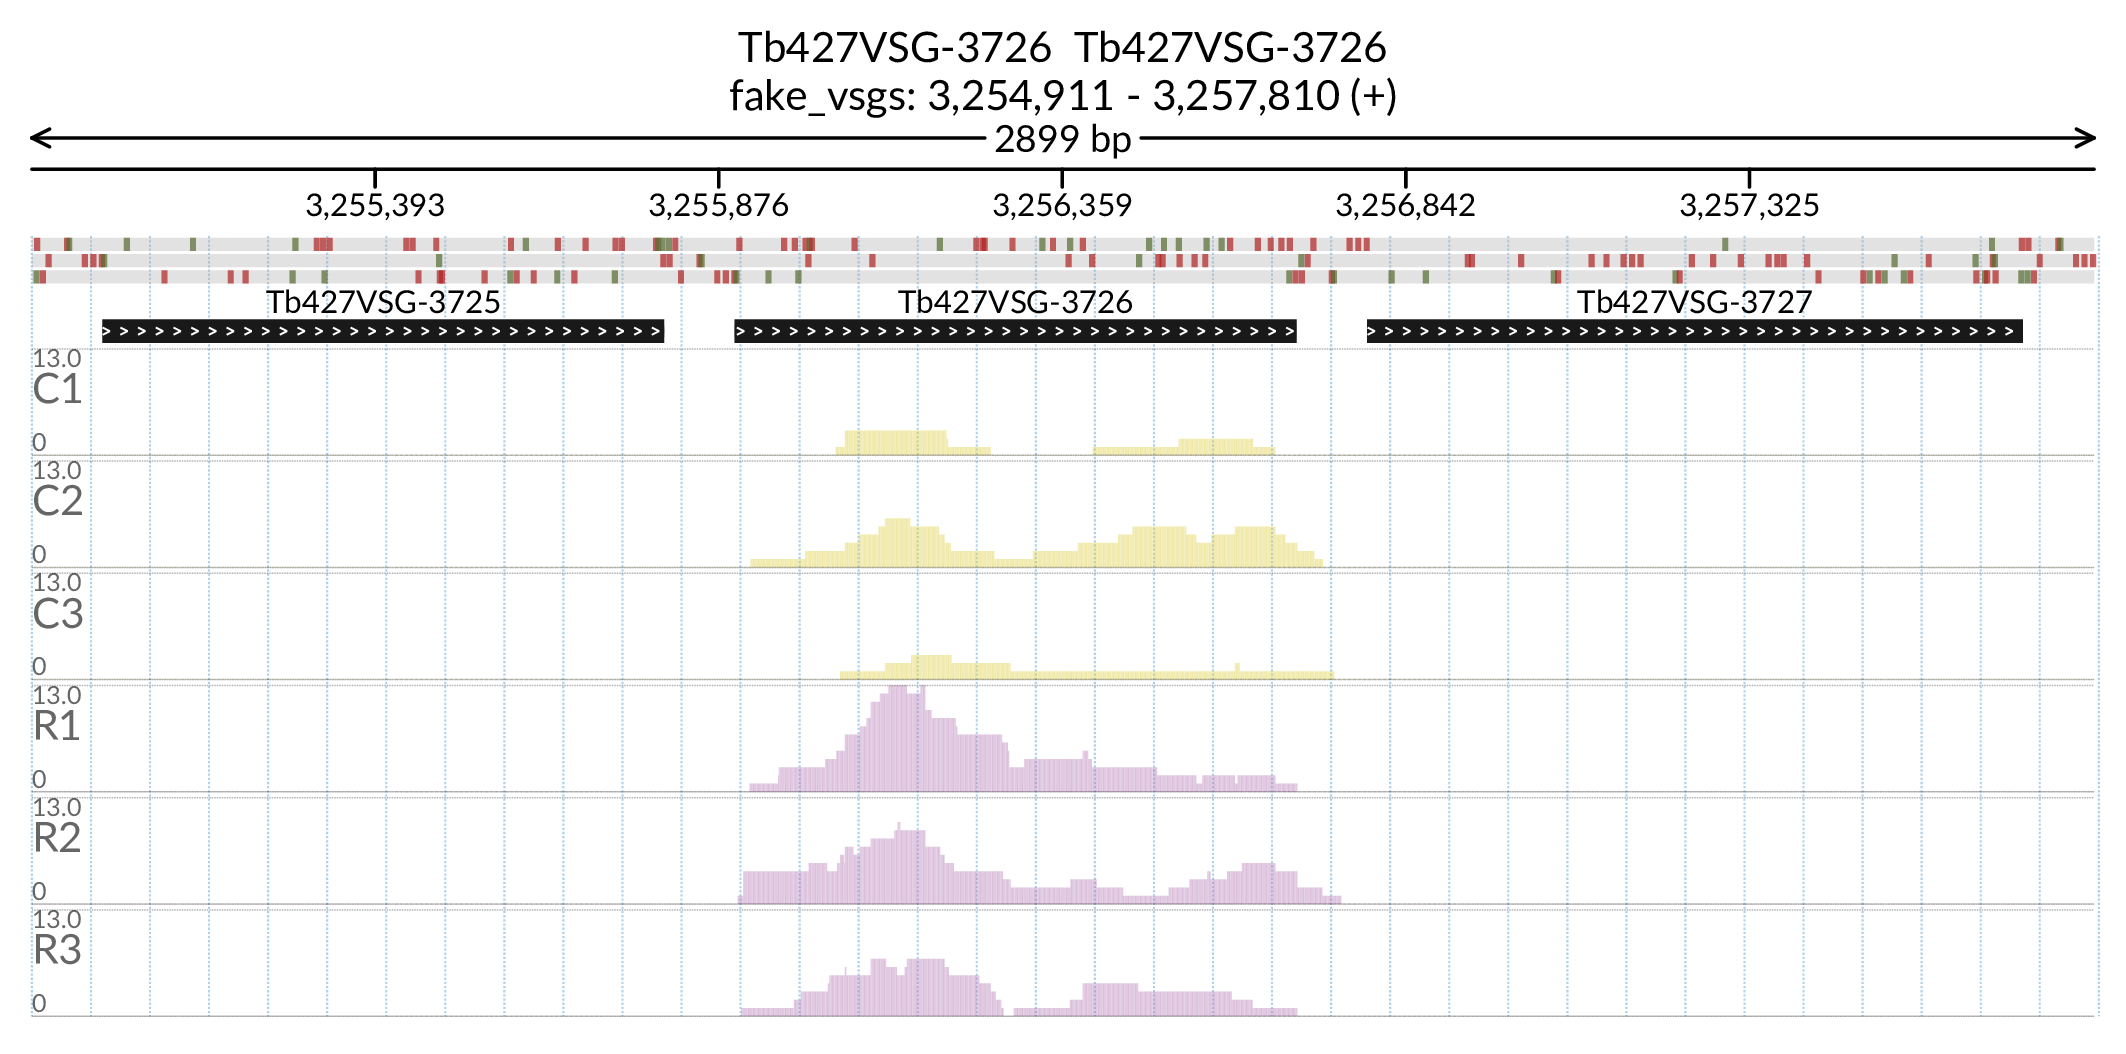 Tb427VSG-3726 Tb427VSG-3726
fake_vsgs: 3,254,911 - 3,257,810 (+)
2899 bp
3,255,393 3,255,876 3,256,359 3,256,842 3,257,325
Tb427VSG-3725 Tb427VSG-3726 Tb427VSG-3727
13.0
C1
0
13.0
C2
0
13.0
C3
0
13.0
R1
0
13.0
R2
0
13.0
R3
0